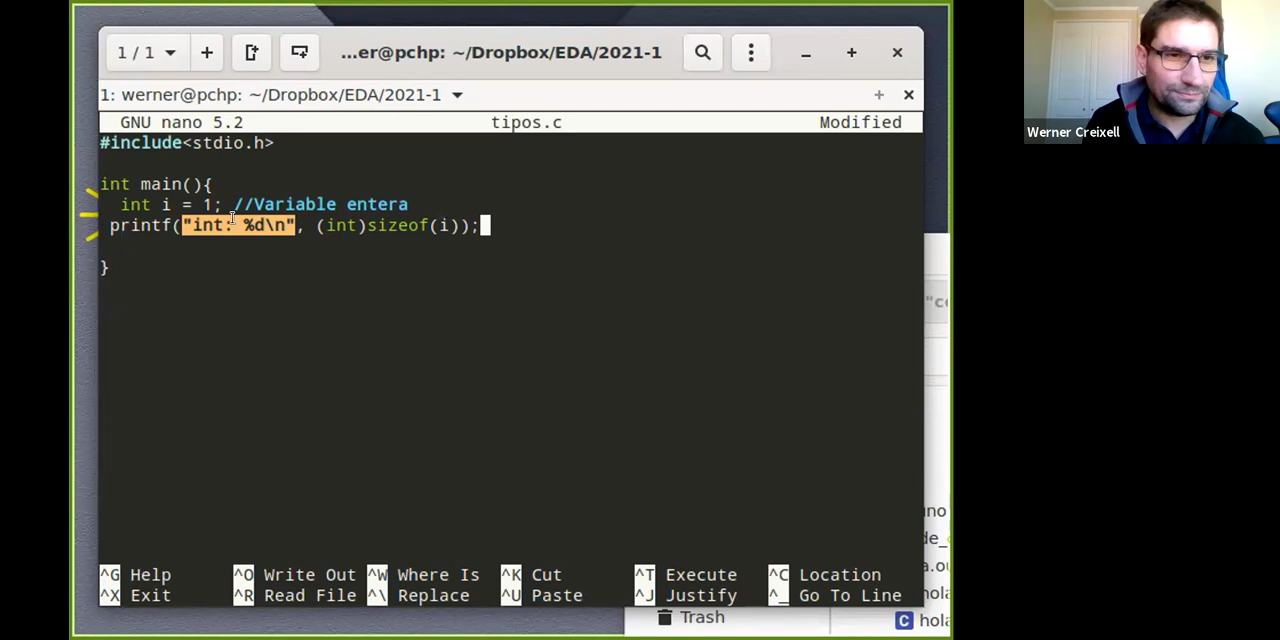 1 / 1
…er@pchp: ~/Dropbox/EDA/2021-1
1: werner@pchp: ~/Dropbox/EDA/2021-1
GNU nano 5.2 tipos.c Modified
#include<stdio.h>
int main(){
int i = 1; //Variable entera
printf("int: %d\n", (int)sizeof(i));
}
^G Help ^O Write Out ^W Where Is ^K Cut ^T Execute ^C Location
^X Exit ^R Read File ^\ Replace ^U Paste ^J Justify ^_ Go To Line
Trash
Werner Creixell